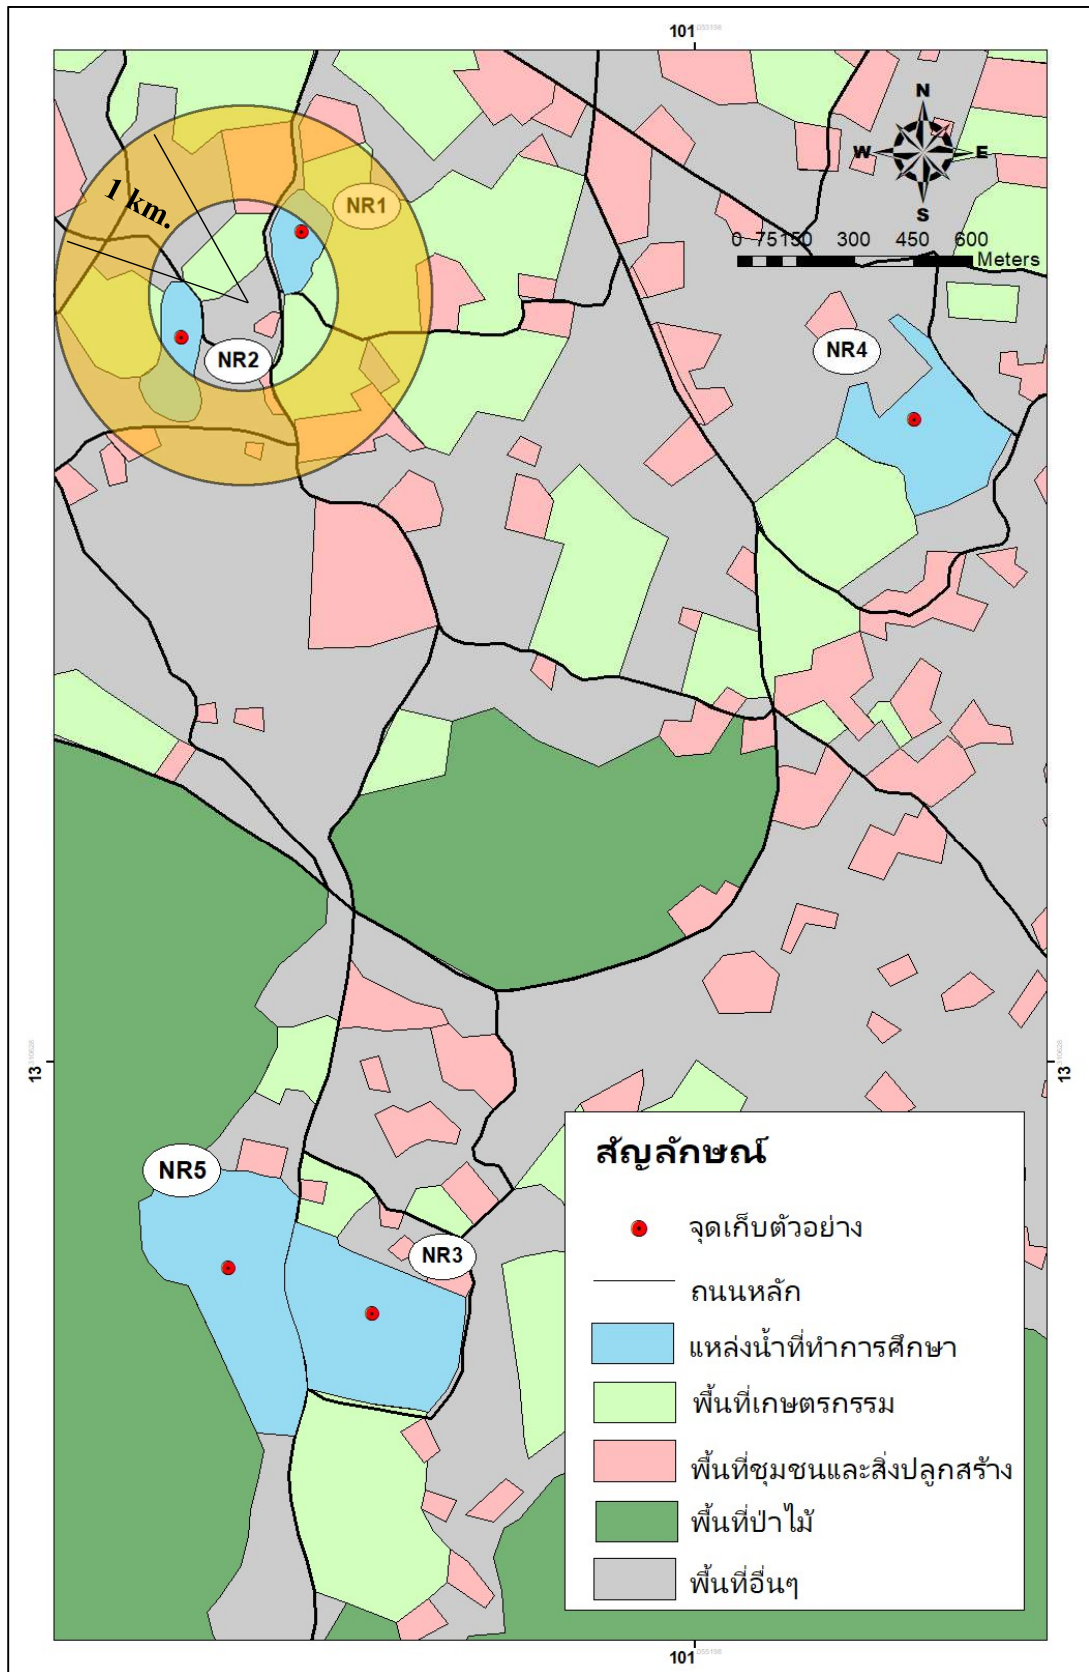 101
N
W E
S
1 km.
NR1
0 75 150 300 450 600
Meters
NR2
NR4
13
13
NR5
NR3
สัญลักษณ์
จุดเก็บตัวอย่าง
ถนนหลัก
แหล่งน้ำที่ทำการศึกษา
พื้นที่เกษตรกรรม
พื้นที่ชุมชนและสิ่งปลูกสร้าง
พื้นที่ป่าไม้
พื้นที่อื่นๆ
101